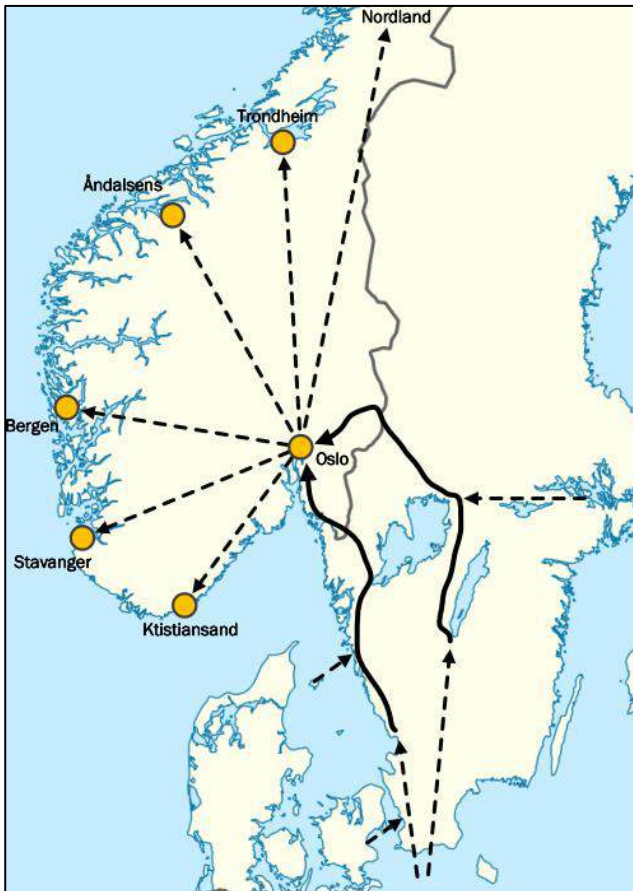 Nordland
Trondheim
Åndalsens
Bergen
Oslo
Stavanger
Ktistiansand